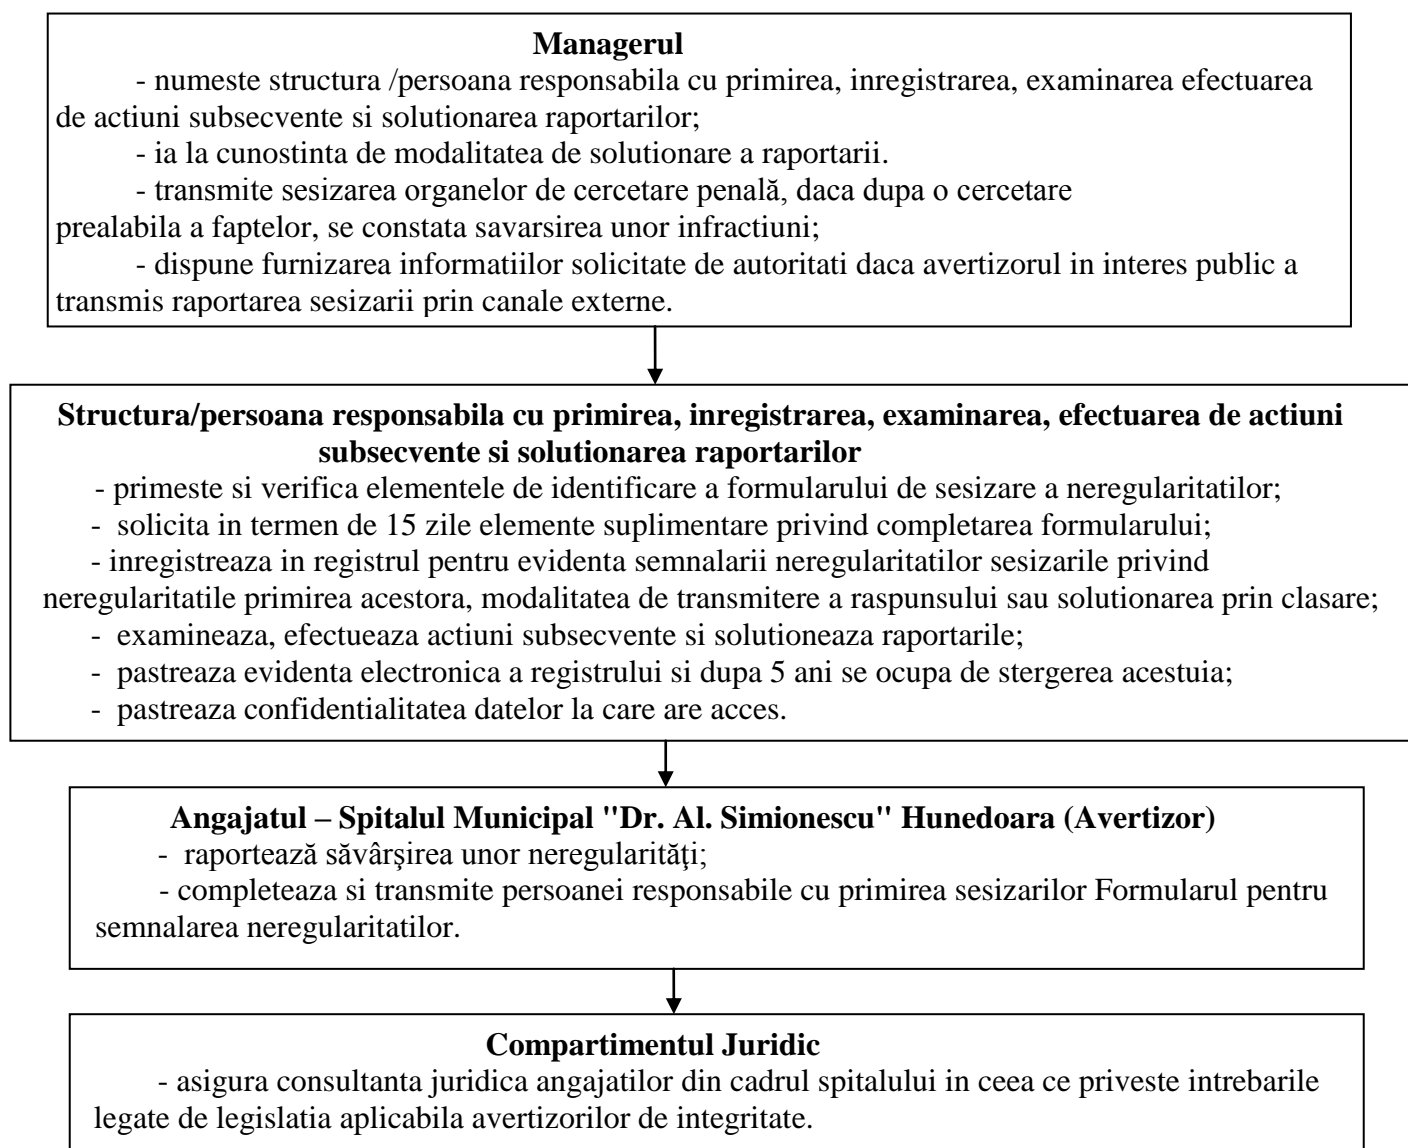 Managerul
- numeste structura /persoana responsabila cu primirea, inregistrarea, examinarea efectuarea
de actiuni subsecvente si solutionarea raportarilor;
- ia la cunostinta de modalitatea de solutionare a raportarii.
- transmite sesizarea organelor de cercetare penală, daca dupa o cercetare
prealabila a faptelor, se constata savarsirea unor infractiuni;
- dispune furnizarea informatiilor solicitate de autoritati daca avertizorul in interes public a
transmis raportarea sesizarii prin canale externe.
Structura/persoana responsabila cu primirea, inregistrarea, examinarea, efectuarea de actiuni
subsecvente si solutionarea raportarilor
- primeste si verifica elementele de identificare a formularului de sesizare a neregularitatilor;
- solicita in termen de 15 zile elemente suplimentare privind completarea formularului;
- inregistreaza in registrul pentru evidenta semnalarii neregularitatilor sesizarile privind
neregularitatile primirea acestora, modalitatea de transmitere a raspunsului sau solutionarea prin clasare;
- examineaza, efectueaza actiuni subsecvente si solutioneaza raportarile;
- pastreaza evidenta electronica a registrului si dupa 5 ani se ocupa de stergerea acestuia;
- pastreaza confidentialitatea datelor la care are acces.
Angajatul – Spitalul Municipal "Dr. Al. Simionescu" Hunedoara (Avertizor)
- raportează săvârşirea unor neregularităţi;
- completeaza si transmite persoanei responsabile cu primirea sesizarilor Formularul pentru
semnalarea neregularitatilor.
Compartimentul Juridic
- asigura consultanta juridica angajatilor din cadrul spitalului in ceea ce priveste intrebarile
legate de legislatia aplicabila avertizorilor de integritate.